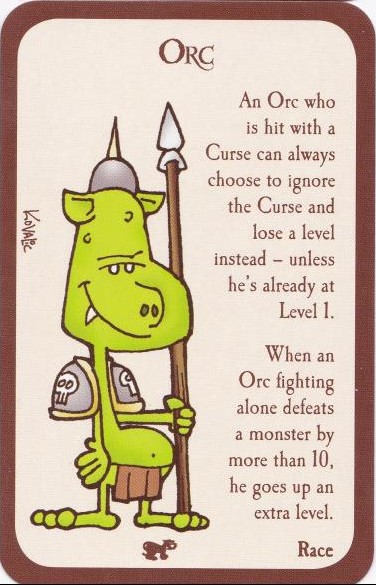 Orc
An Orc who
is hit with a
Curse can always
choose to ignore
the Curse and
lose a level
instead – unless
he's already at
Level 1.
When an
Orc fighting
alone defeats
a monster by
more than 10,
he goes up an
extra level.
Race
Kovalic